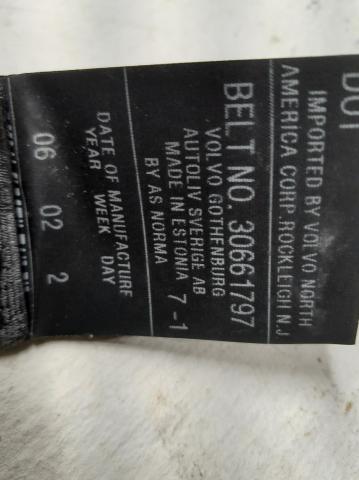 IMPORTED BY VOLVO NORTH
AMERICA CORP, ROCKLEIGH N.J
BELT NO. 30661797
VOLVO GOTHENBURG
AUTOLIV SVERIGE AB
MADE IN ESTONIA 7-1
BY AS NORMA
DATE OF MANUFACTURE
YEAR WEEK DAY
06 02 2